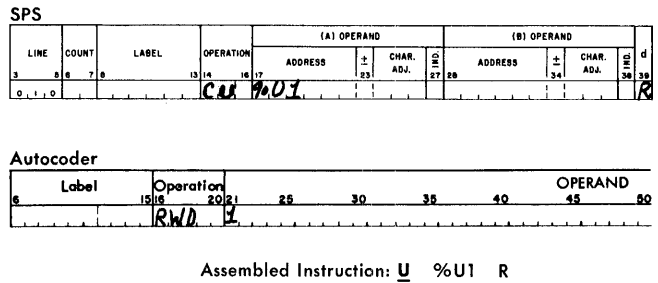 SPS
(A) OPERAND (B) OPERAND
LINE COUNT LABEL OPERATION ADDRESS ± CHAR. ADJ. IND. ADDRESS ± CHAR. ADJ. IND. d
3 5 6 7 8 13 14 16 17 23 27 28 34 38 39
0 1 0 CU %U1 R
Autocoder
Label Operation OPERAND
6 15 16 20 21 25 30 35 40 45 50
RWD 1
Assembled Instruction: U %U1 R